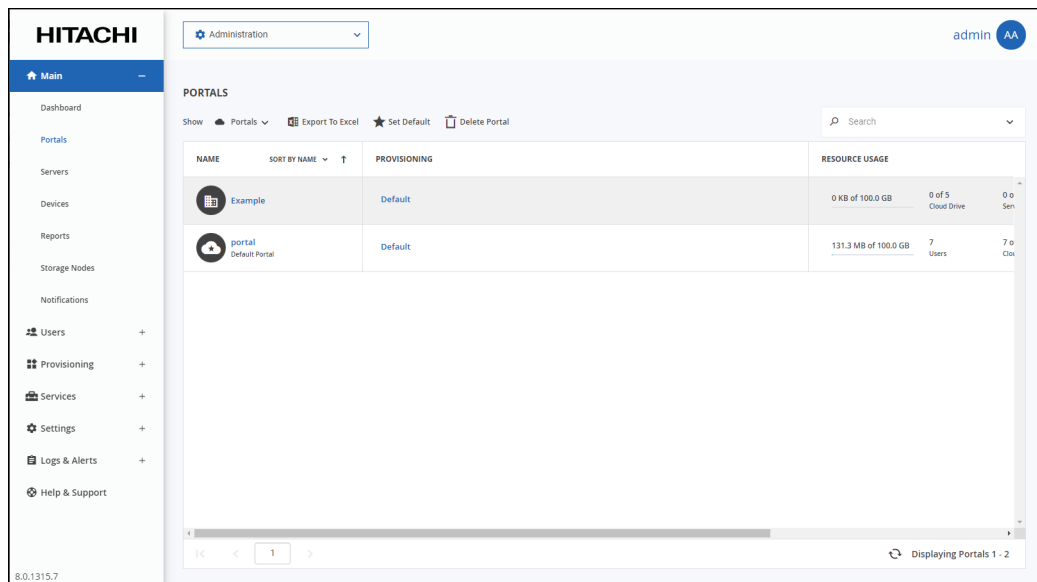 HITACHI
Administration
admin AA
Main
Dashboard
Portals
Servers
Devices
Reports
Storage Nodes
Notifications
Users
Provisioning
Services
Settings
Logs & Alerts
Help & Support
8.0.1315.7
PORTALS
Show Portals Export To Excel Set Default Delete Portal Search
NAME SORT BY NAME PROVISIONING RESOURCE USAGE
Example Default 0 KB of 100.0 GB 0 of 5
Cloud Drive
portal Default 131.3 MB of 100.0 GB 7
Default Portal Users
1 Displaying Portals 1 - 2